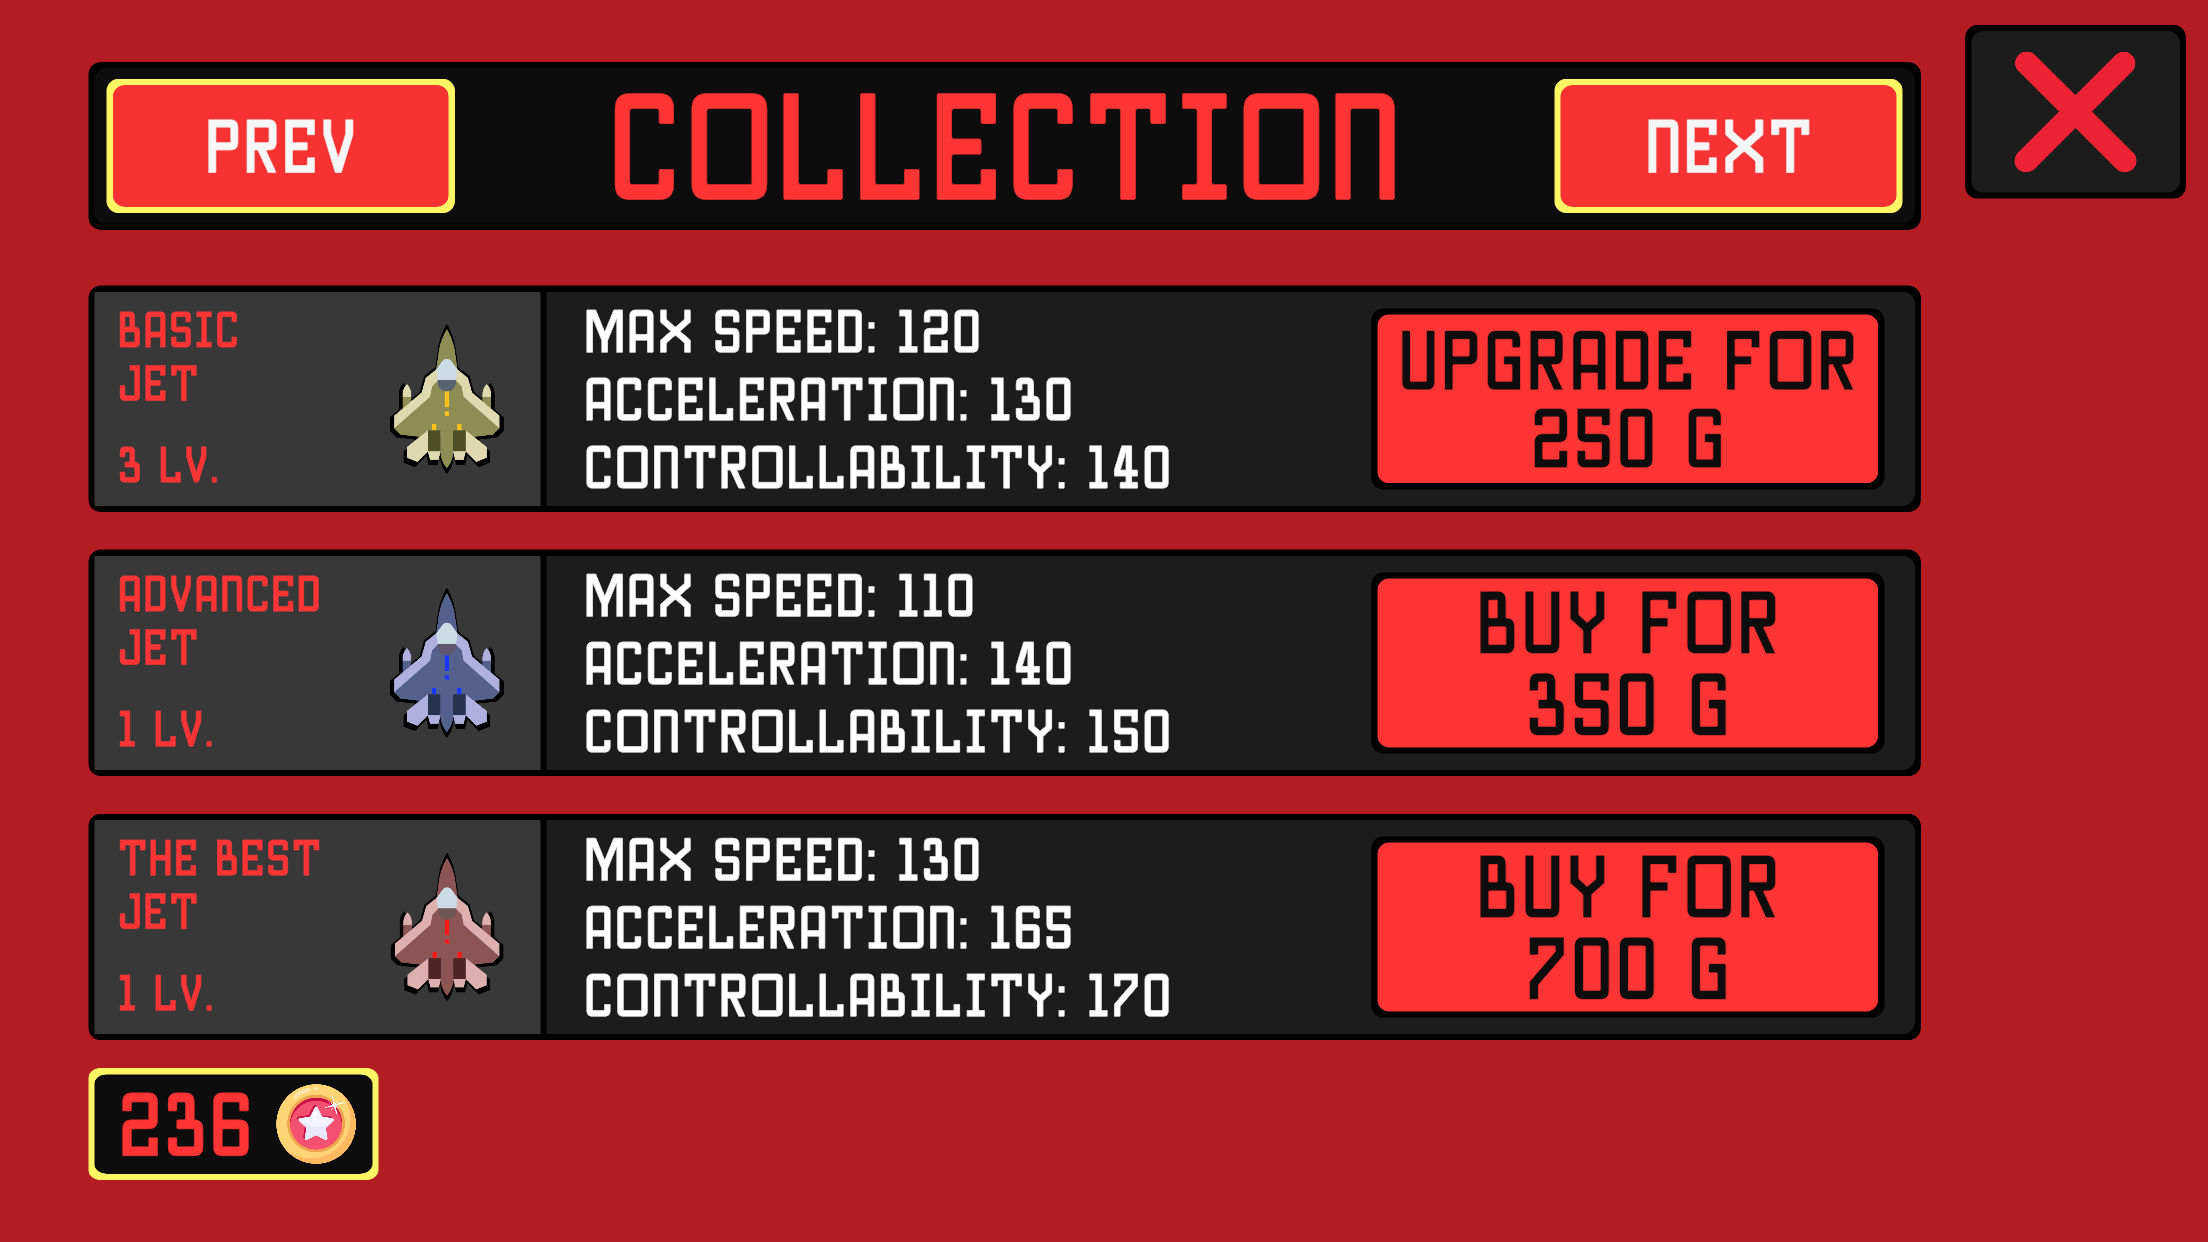 PREV
COLLECTION
NEXT
BASIC
JET
3 LV.
MAX SPEED: 120
ACCELERATION: 130
CONTROLLABILITY: 140
UPGRADE FOR
250 G
ADVANCED
JET
1 LV.
MAX SPEED: 110
ACCELERATION: 140
CONTROLLABILITY: 150
BUY FOR
350 G
THE BEST
JET
1 LV.
MAX SPEED: 130
ACCELERATION: 165
CONTROLLABILITY: 170
BUY FOR
700 G
236